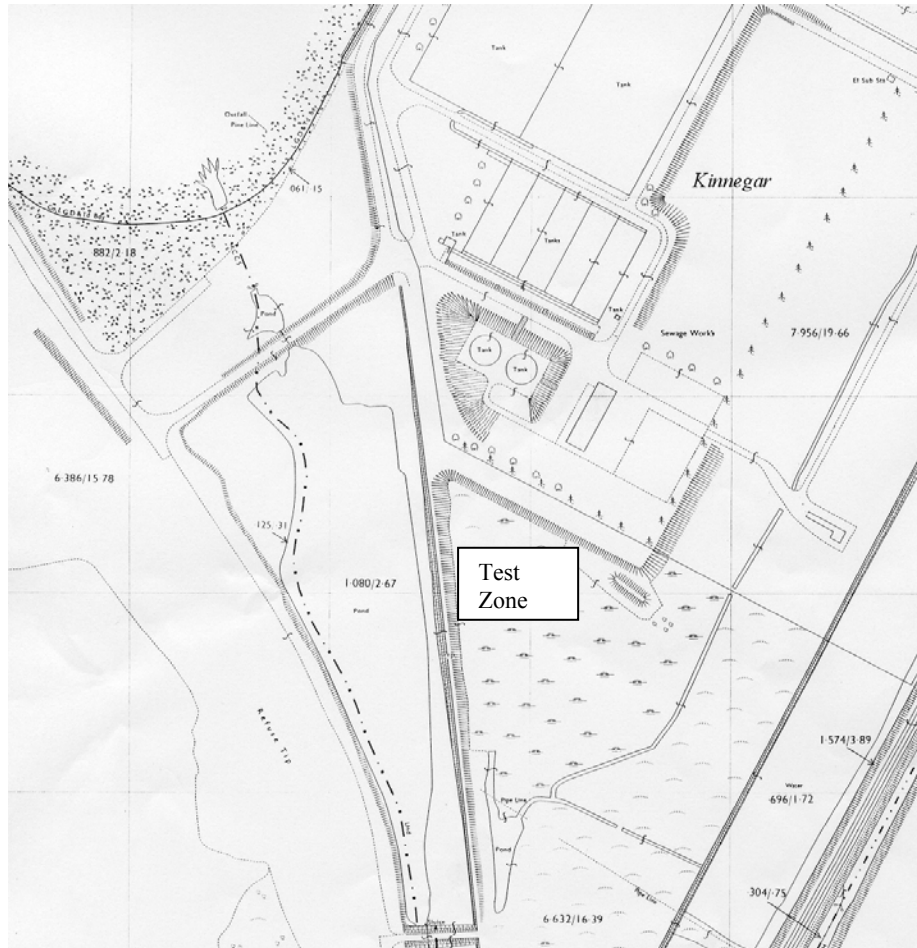 Tank
Tank
El Sub Sta
Outfall
Pipe Line
Kinnegar
·061·15
Tank
Tanks
882/2·18
Pond
Tank
Sewage Works
7·956/19·66
Tank
Tank
6·386/15·78
·125·31
Test
Zone
1·080/2·67
Pond
Refuse Tip
1·574/3·89
Water
·696/1·72
Pipe Line
Und
Pond
·304/·75
Pipe Line
6·632/16·39